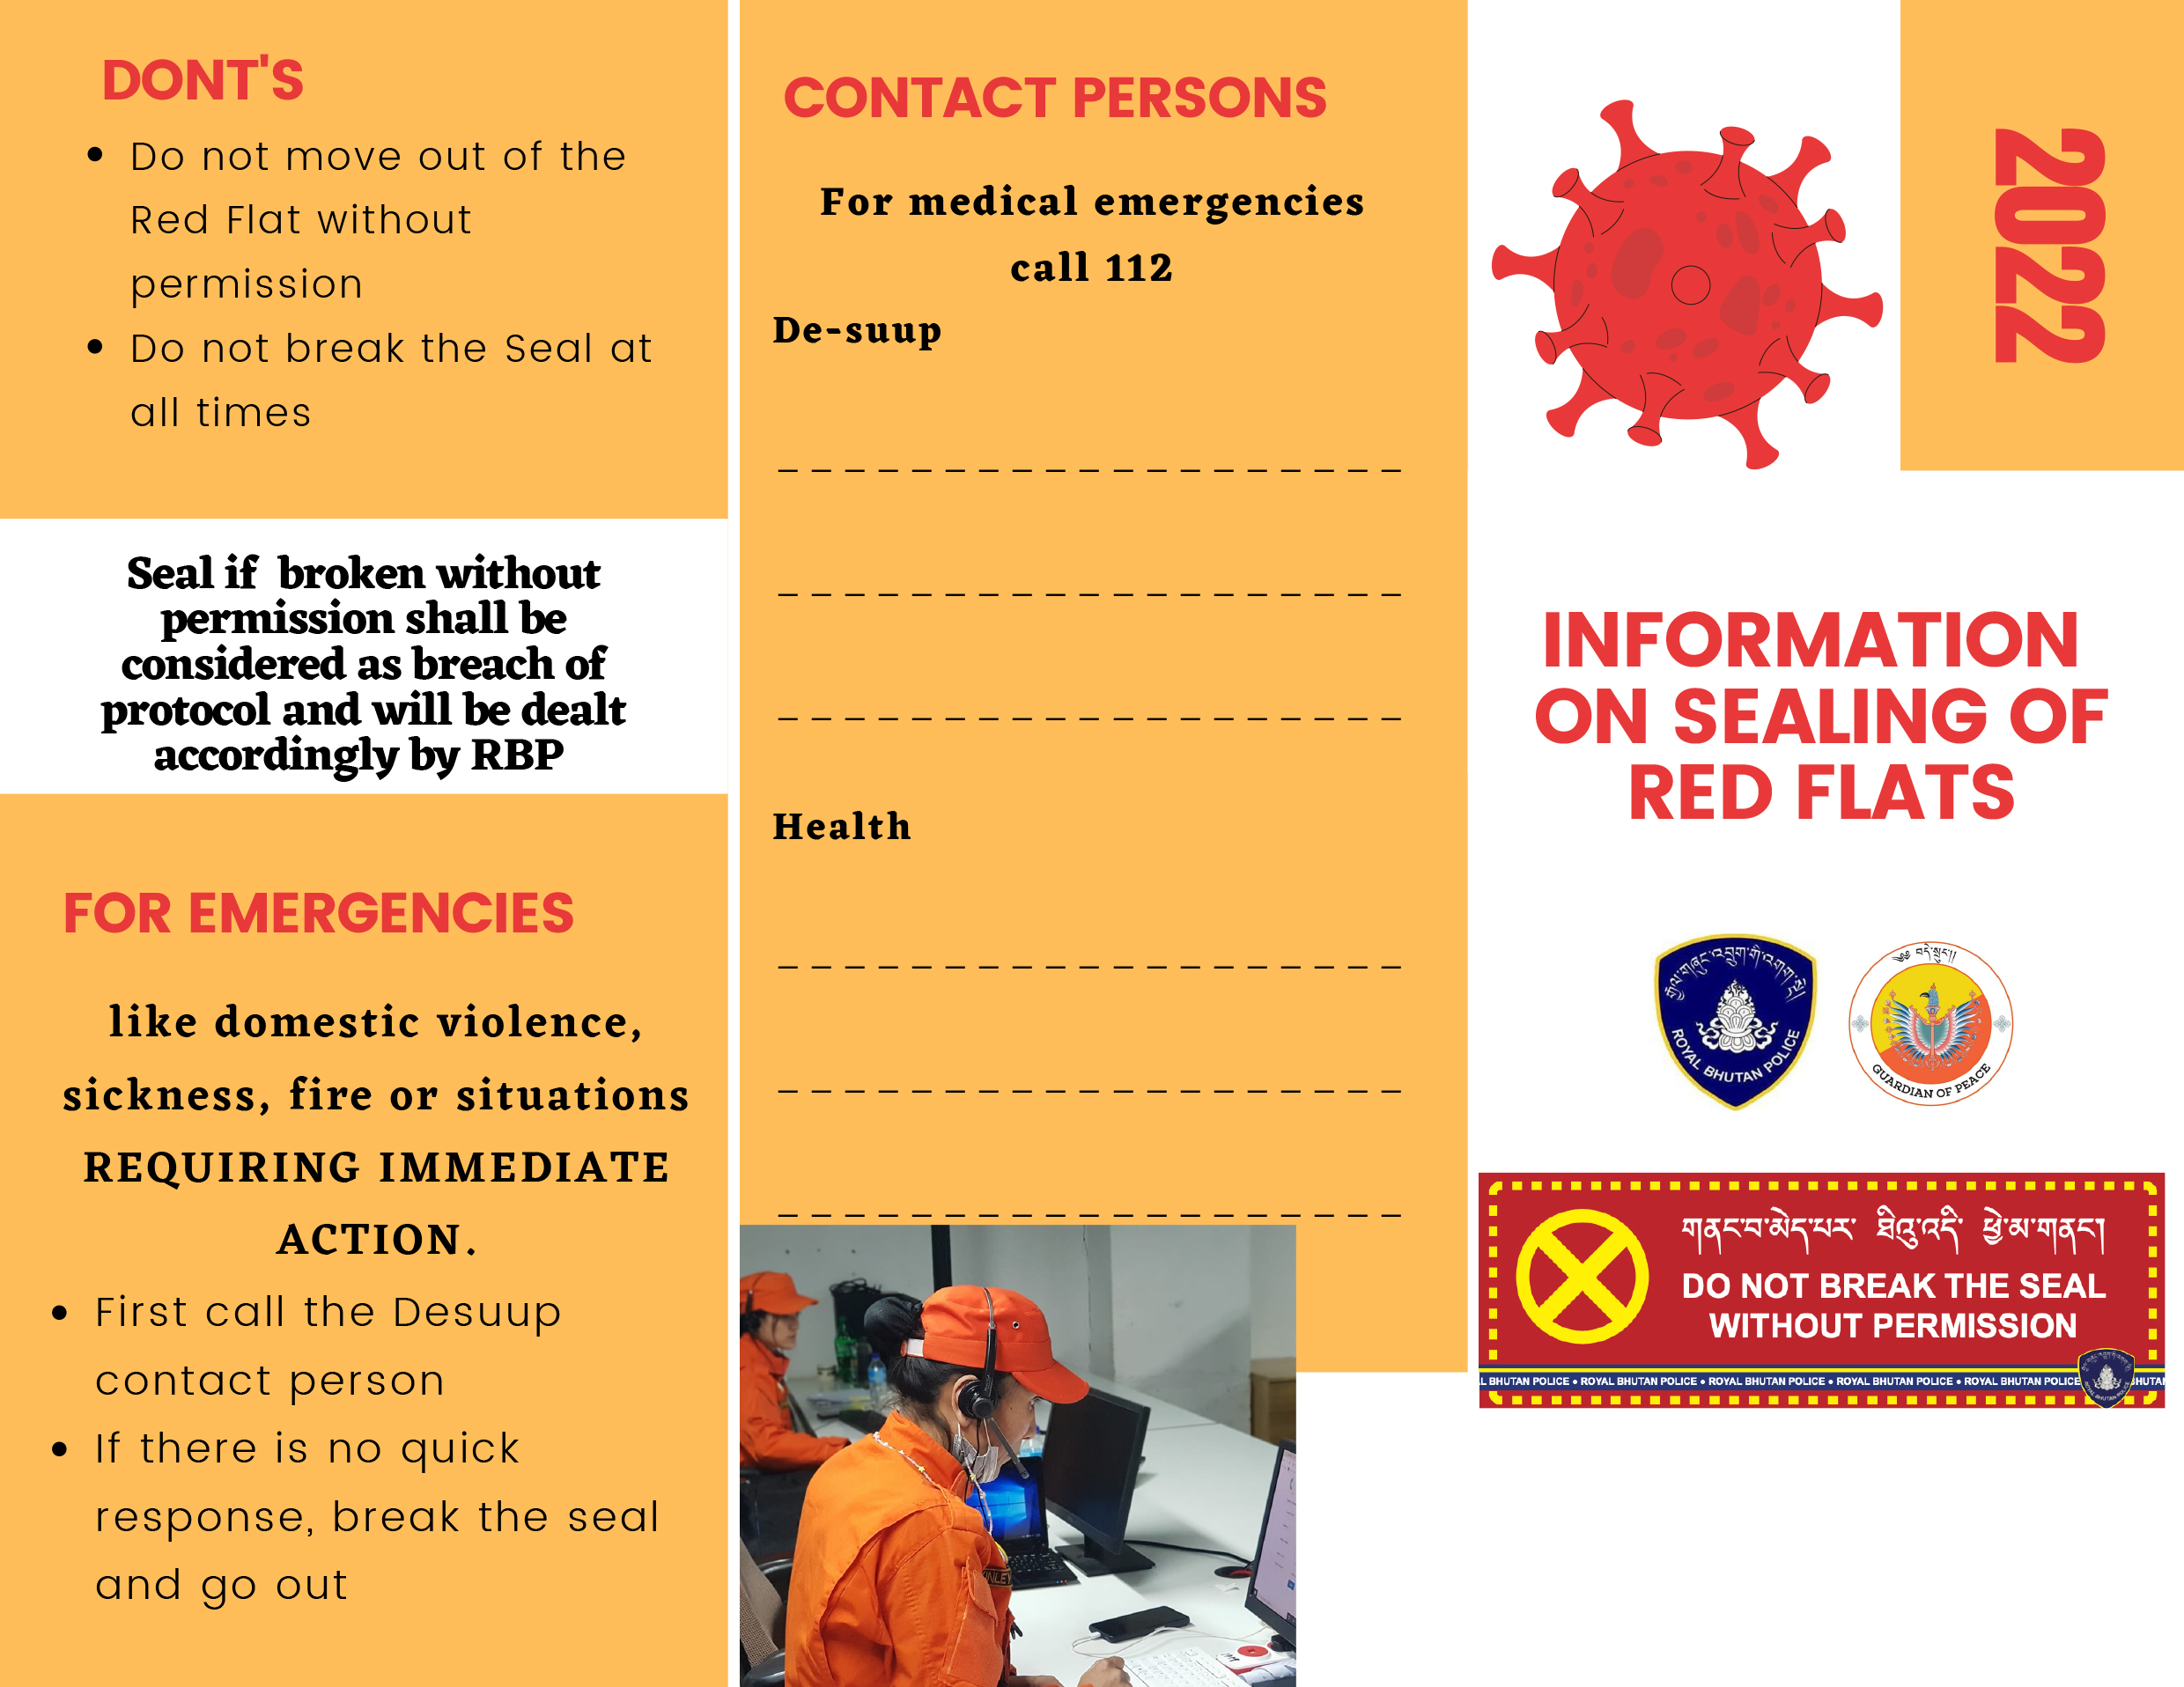 DONT'S
Do not move out of the
Red Flat without
permission
Do not break the Seal at
all times
Seal if broken without
permission shall be
considered as breach of
protocol and will be dealt
accordingly by RBP
FOR EMERGENCIES
like domestic violence,
sickness, fire or situations
REQUIRING IMMEDIATE
ACTION.
First call the Desuup
contact person
If there is no quick
response, break the seal
and go out
CONTACT PERSONS
For medical emergencies
call 112
De-suup
Health
2022
INFORMATION
ON SEALING OF
RED FLATS
ROYAL BHUTAN POLICE
༄༅ བདེ་སྲུང་།།
GUARDIAN OF PEACE
གནང་བ་མེད་པར་ ཐིའུ་འདི་ ཕྱེ་མ་གནང་།
DO NOT BREAK THE SEAL
WITHOUT PERMISSION
L BHUTAN POLICE • ROYAL BHUTAN POLICE • ROYAL BHUTAN POLICE • ROYAL BHUTAN POLICE • ROYAL BHUTAN POLICE